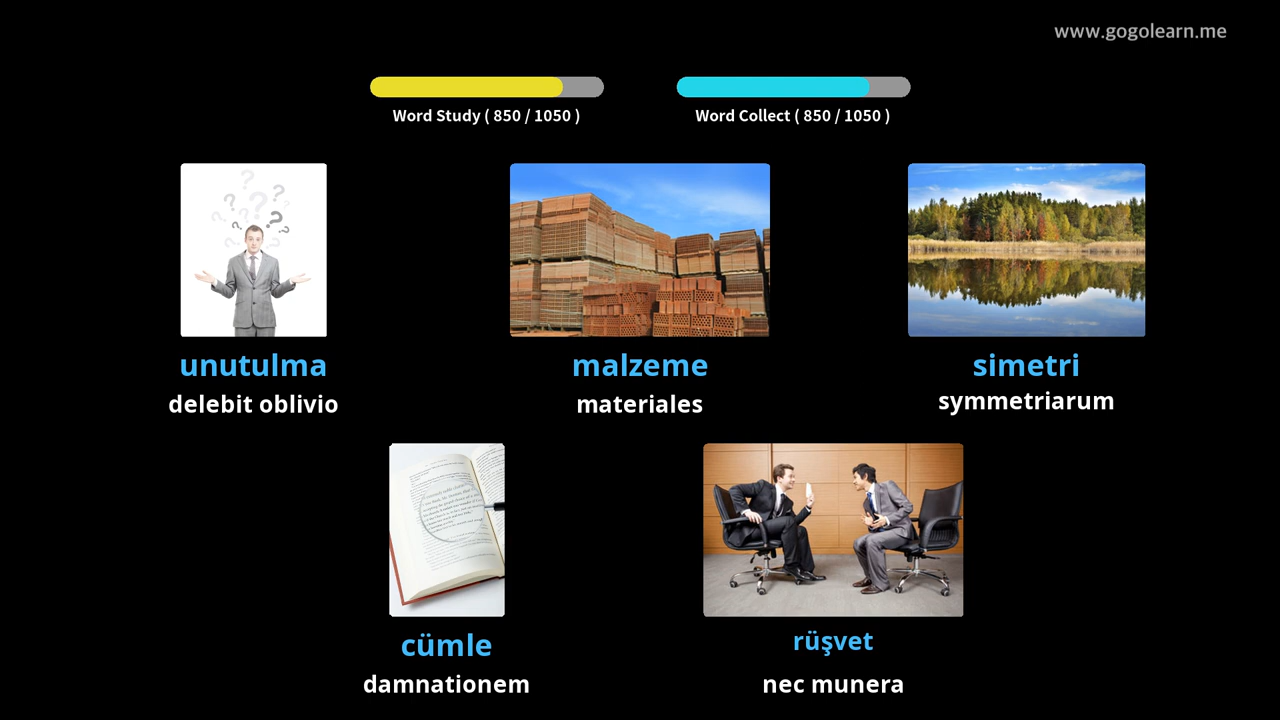 www.gogolearn.me
Word Study ( 850 / 1050 )
Word Collect ( 850 / 1050 )
unutulma
delebit oblivio
malzeme
materiales
simetri
symmetriarum
cümle
damnationem
rüşvet
nec munera